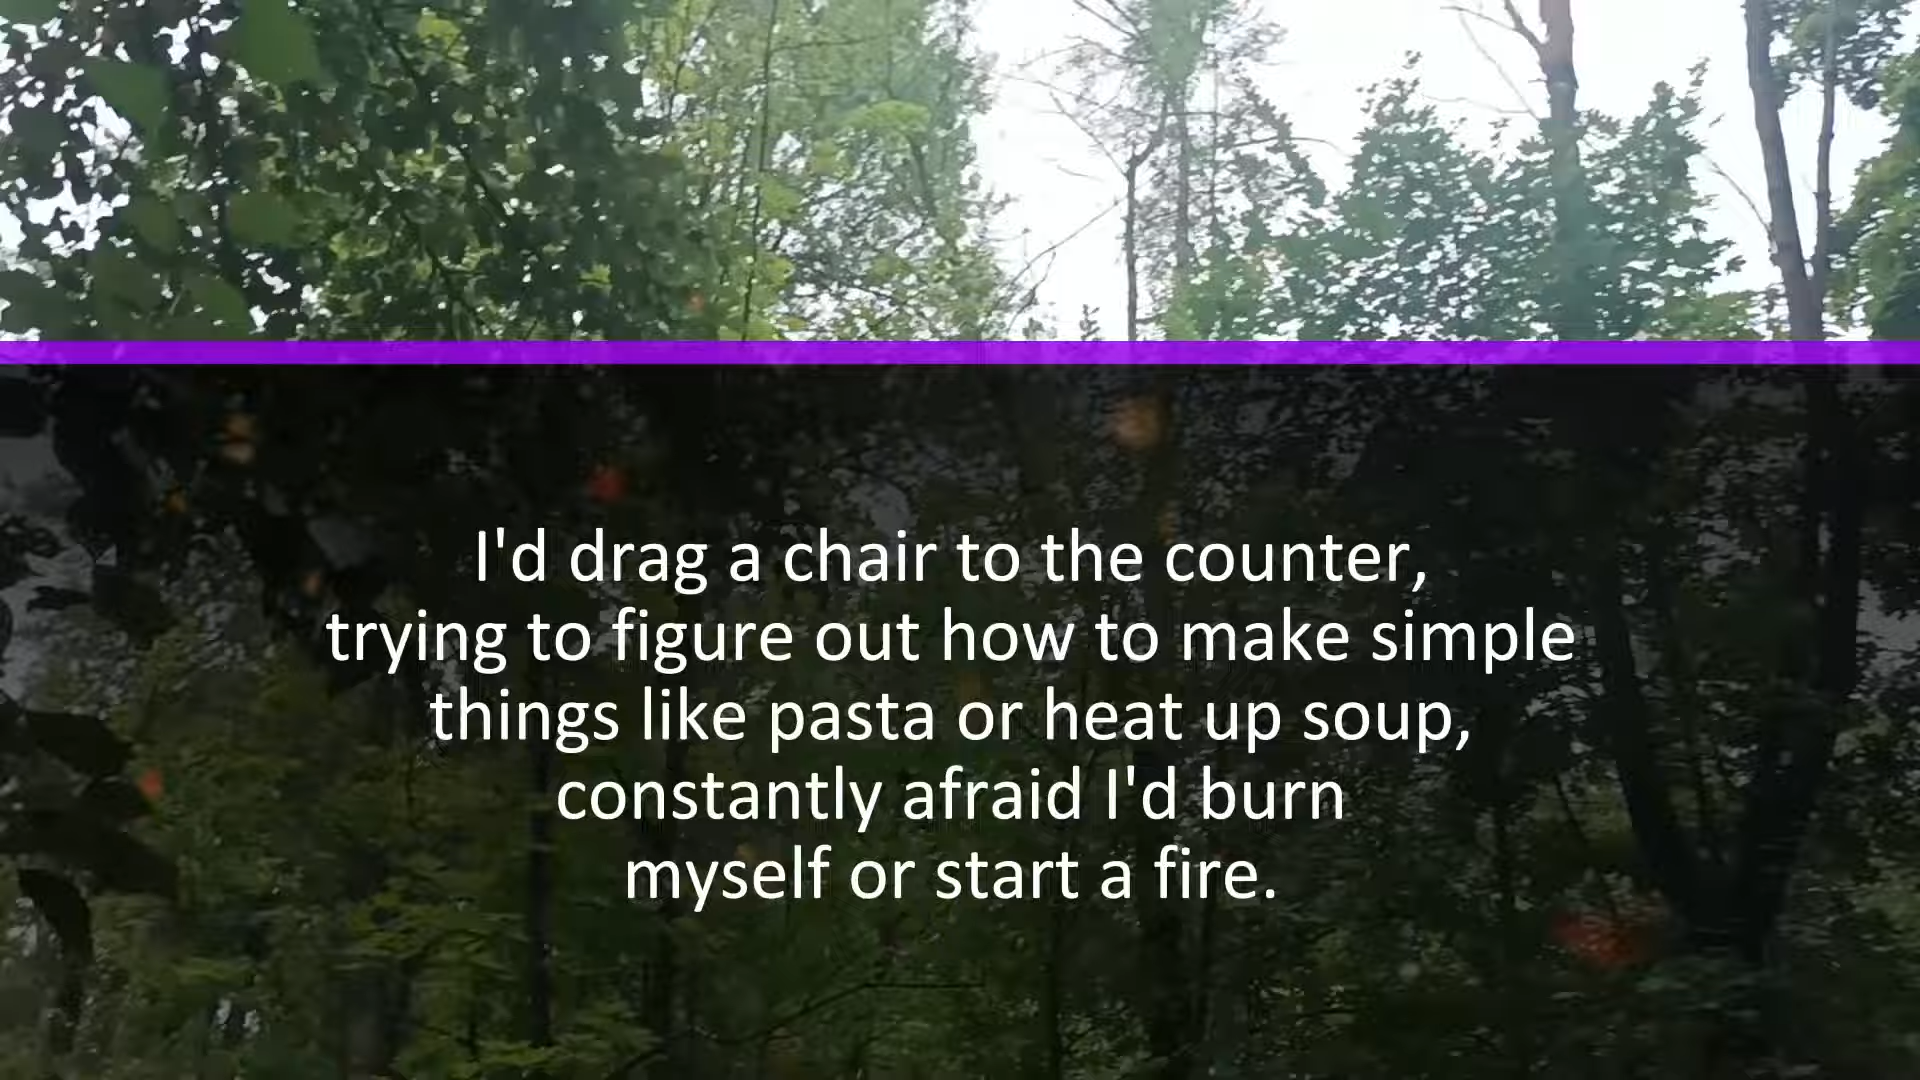 I'd drag a chair to the counter,
trying to figure out how to make simple
things like pasta or heat up soup,
constantly afraid I'd burn
myself or start a fire.